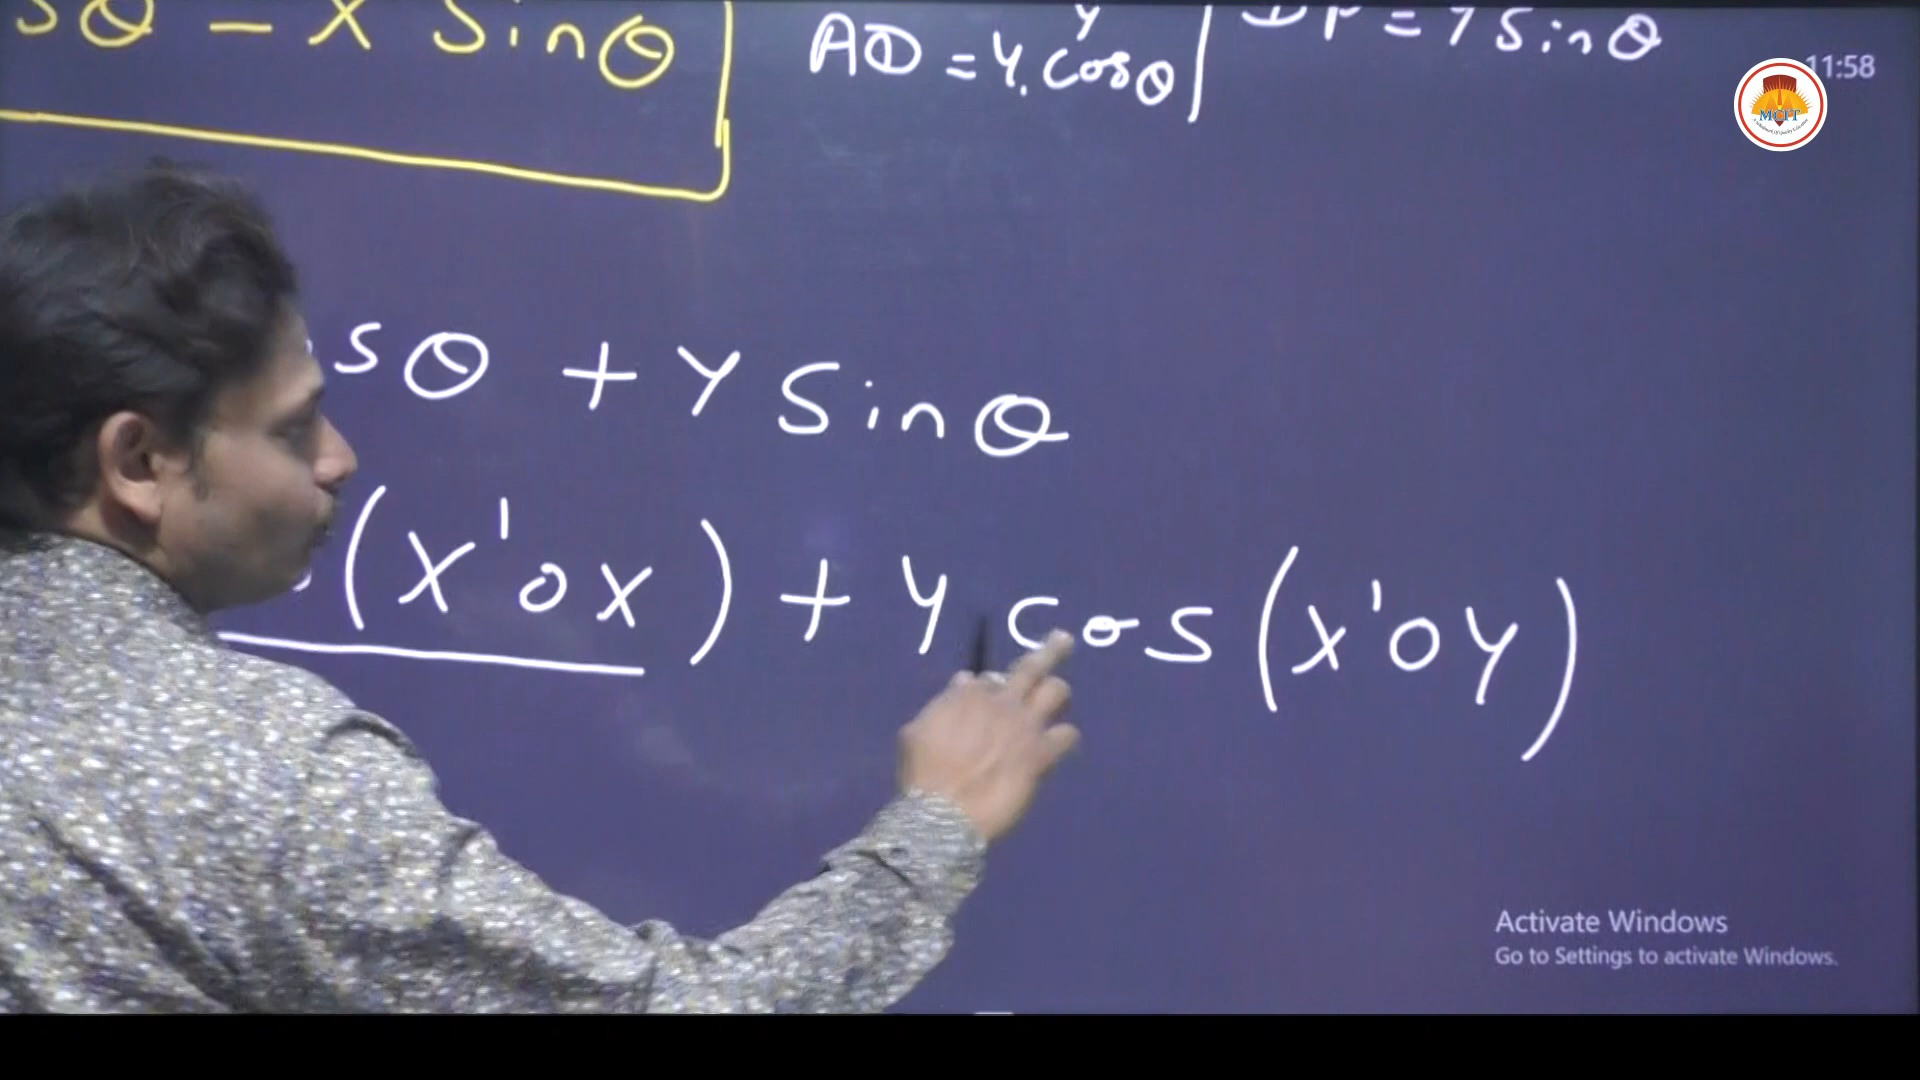 sθ - x Sinθ
AD = y. cosθ
y
= y Sinθ
11:58
MCIT
sθ + y Sinθ
(x'ox) + y cos (x'oy)
Activate Windows
Go to Settings to activate Windows.